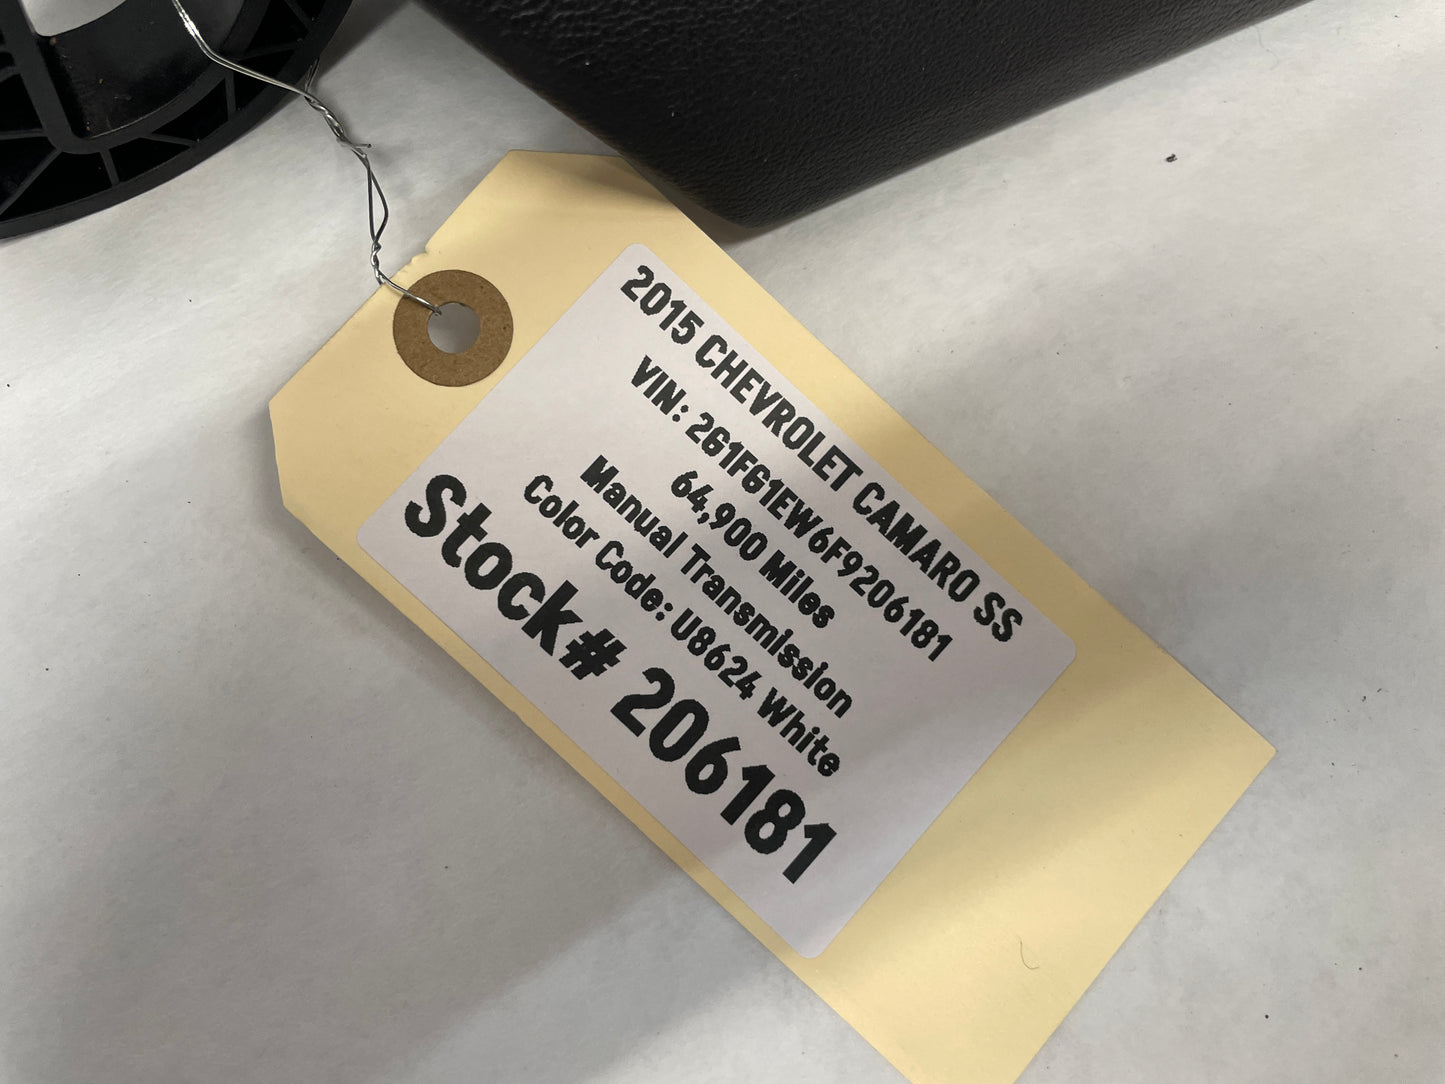 2015 CHEVROLET CAMARO SS
VIN: 2G1FG1EW6F9206181
64,900 Miles
Manual Transmission
Color Code: U8624 White
Stock# 206181